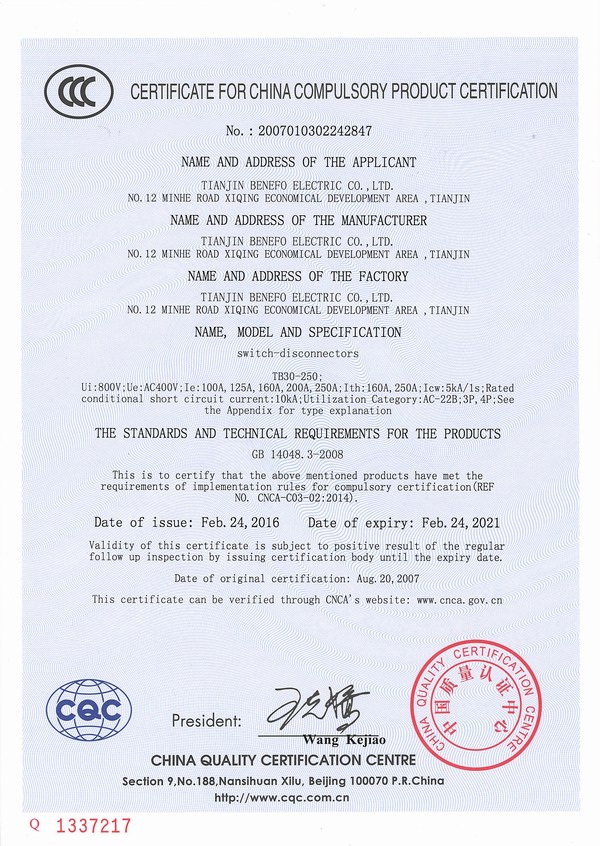 CERTIFICATE FOR CHINA COMPULSORY PRODUCT CERTIFICATION
No. : 2007010302242847
NAME AND ADDRESS OF THE APPLICANT
TIANJIN BENEFO ELECTRIC CO.,LTD.
NO.12 MINHE ROAD XIQING ECONOMICAL DEVELOPMENT AREA ,TIANJIN
NAME AND ADDRESS OF THE MANUFACTURER
TIANJIN BENEFO ELECTRIC CO.,LTD.
NO.12 MINHE ROAD XIQING ECONOMICAL DEVELOPMENT AREA ,TIANJIN
NAME AND ADDRESS OF THE FACTORY
TIANJIN BENEFO ELECTRIC CO.,LTD.
NO.12 MINHE ROAD XIQING ECONOMICAL DEVELOPMENT AREA ,TIANJIN
NAME, MODEL AND SPECIFICATION
switch-disconnectors
TB30-250;
Ui:800V;Ue:AC400V;Ie:100A,125A,160A,200A,250A;Ith:160A,250A;Icw:5kA/1s;Rated
conditional short circuit current:10kA;Utilization Category:AC-22B;3P,4P;See
the Appendix for type explanation
THE STANDARDS AND TECHNICAL REQUIREMENTS FOR THE PRODUCTS
GB 14048.3-2008
This is to certify that the above mentioned products have met the
requirements of implementation rules for compulsory certification(REF
NO. CNCA-C03-02:2014).
Date of issue: Feb.24,2016 Date of expiry: Feb.24,2021
Validity of this certificate is subject to positive result of the regular
follow up inspection by issuing certification body until the expiry date.
Date of original certification: Aug.20,2007
This certificate can be verified through CNCA's website: www.cnca.gov.cn
CHINA QUALITY CERTIFICATION CENTRE
中国质量认证中心
CQC
President:
王克娇
Wang Kejiao
CHINA QUALITY CERTIFICATION CENTRE
Section 9,No.188,Nansihuan Xilu, Beijing 100070 P.R.China
http://www.cqc.com.cn
Q 1337217